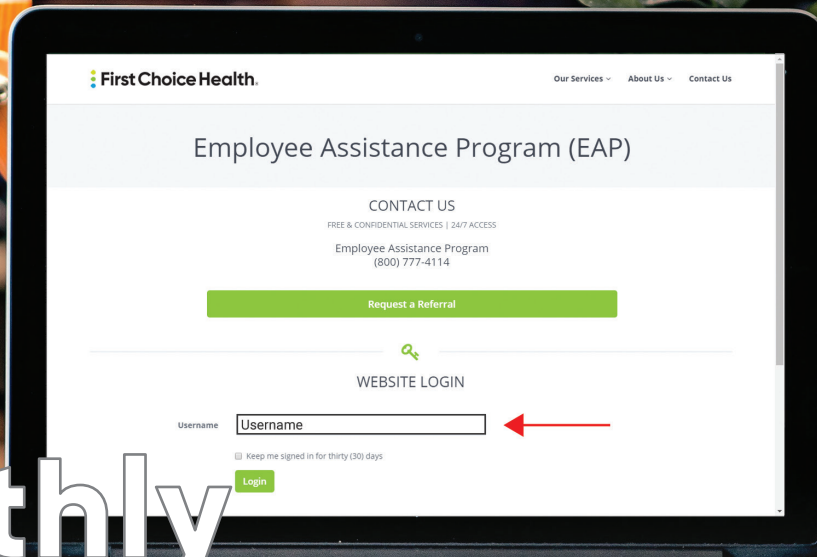 First Choice Health.
Our Services About Us Contact Us
Employee Assistance Program (EAP)
CONTACT US
FREE & CONFIDENTIAL SERVICES | 24/7 ACCESS
Employee Assistance Program
(800) 777-4114
Request a Referral
WEBSITE LOGIN
Username Username
Keep me signed in for thirty (30) days
Login
thly